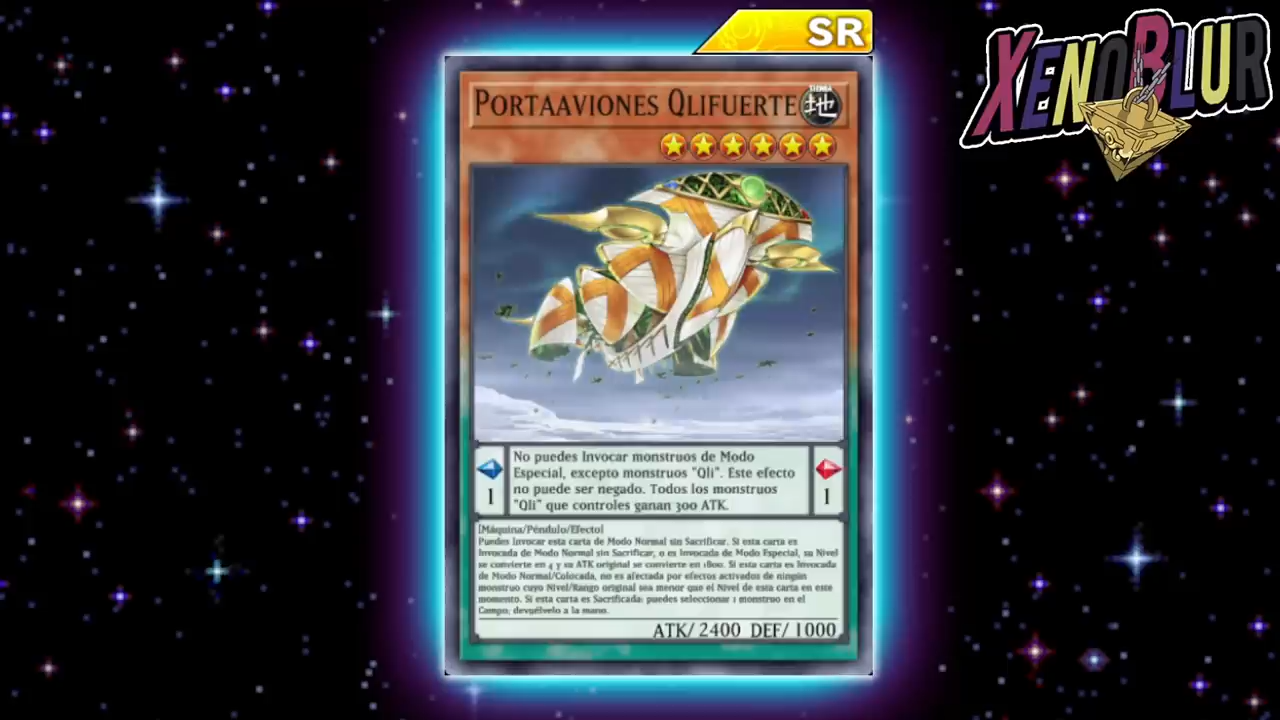 SR
XENOBLUR
PORTAAVIONES QLIFUERTE
TIERRA
地
No puedes Invocar monstruos de Modo
Especial, excepto monstruos "Qli". Este efecto
no puede ser negado. Todos los monstruos
"Qli" que controles ganan 300 ATK.
1
1
[Máquina/Péndulo/Efecto]
Puedes Invocar esta carta de Modo Normal sin Sacrificar. Si esta carta es
Invocada de Modo Normal sin Sacrificar, o es Invocada de Modo Especial, su Nivel
se convierte en 4 y su ATK original se convierte en 1800. Si esta carta es Invocada
de Modo Normal/Colocada, no es afectada por efectos activados de ningún
monstruo cuyo Nivel/Rango original sea menor que el Nivel de esta carta en este
momento. Si esta carta es Sacrificada: puedes seleccionar 1 monstruo en el
Campo; devuélvelo a la mano.
ATK/ 2400 DEF/ 1000